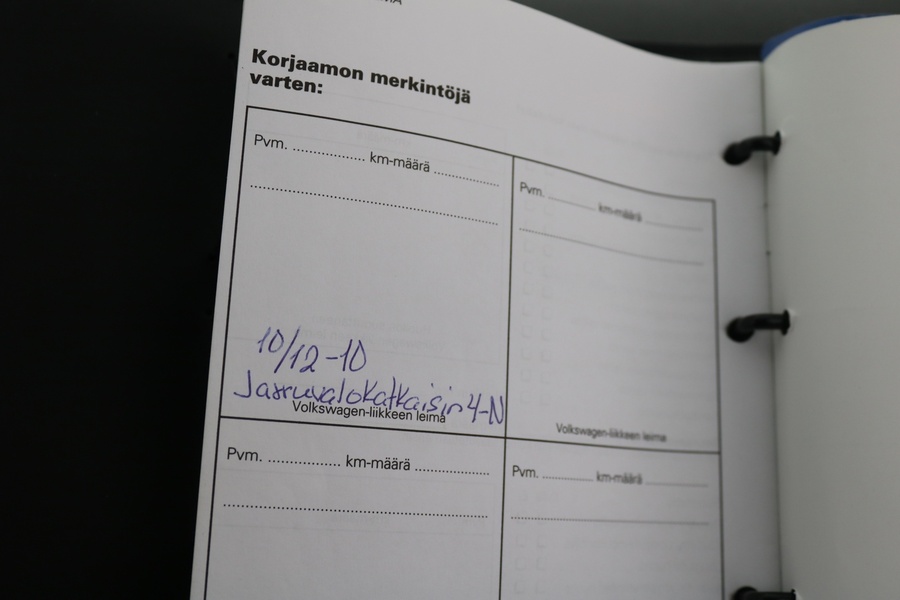 Korjaamon merkintöjä
varten:
Pvm. .................. km-määrä ................
Pvm. ............ km-määrä ...............
10/12-10
Jarruvalokatkaisin 4-N
Volkswagen-liikkeen leima
Volkswagen-liikkeen leima
Pvm. .................. km-määrä ..................
Pvm. ............ km-määrä ...............